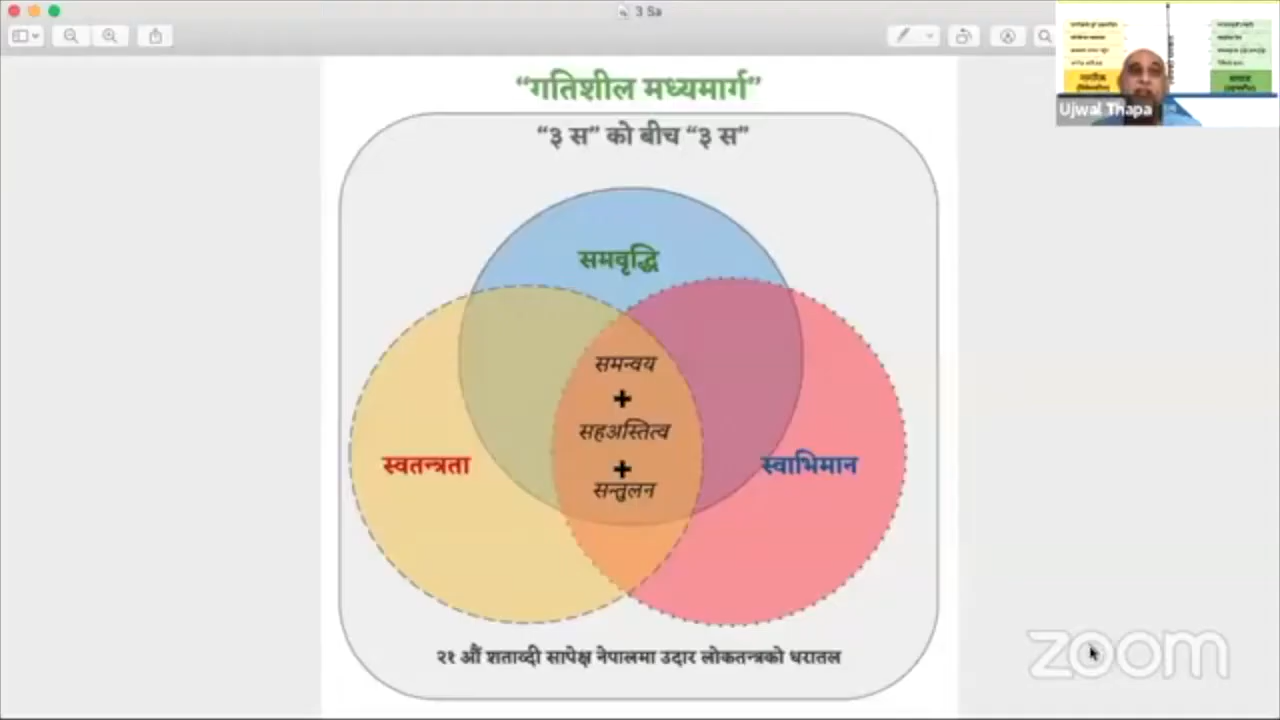 3 Sa
“गतिशील मध्यमार्ग”
“३ स” को बीच “३ स”
समवृद्धि
समन्वय
+
सहअस्तित्व
+
सन्तुलन
स्वतन्त्रता
स्वाभिमान
२१ औं शताव्दी सापेक्ष नेपालमा उदार लोकतन्त्रको धरातल
Ujwal Thapa
zoom